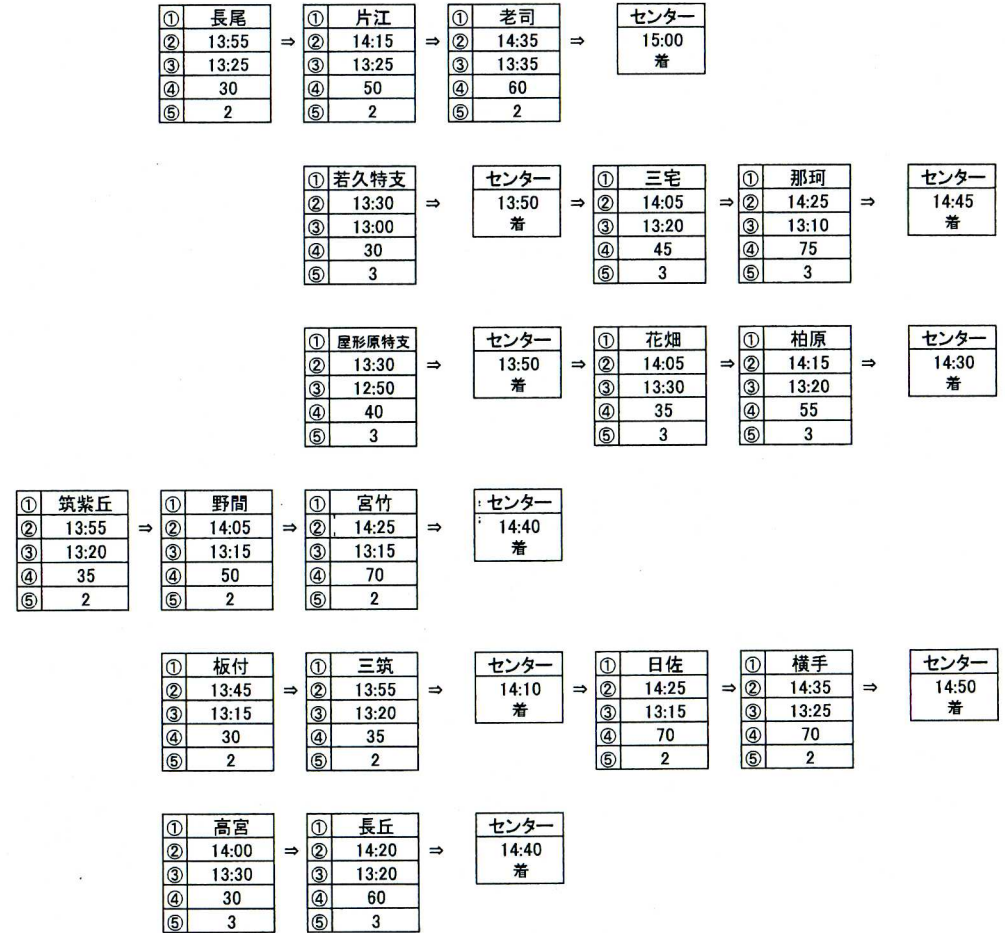 ① 長尾 ① 片江 ① 老司 センター
② 13:55 ⇒ ② 14:15 ⇒ ② 14:35 ⇒ 15:00
③ 13:25 ③ 13:25 ③ 13:35 着
④ 30 ④ 50 ④ 60
⑤ 2 ⑤ 2 ⑤ 2
① 若久特支 センター ① 三宅 ① 那珂 センター
② 13:30 ⇒ 13:50 ⇒ ② 14:05 ⇒ ② 14:25 ⇒ 14:45
③ 13:00 着 ③ 13:20 ③ 13:10 着
④ 30 ④ 45 ④ 75
⑤ 3 ⑤ 3 ⑤ 3
① 屋形原特支 センター ① 花畑 ① 柏原 センター
② 13:30 ⇒ 13:50 ⇒ ② 14:05 ⇒ ② 14:15 ⇒ 14:30
③ 12:50 着 ③ 13:30 ③ 13:20 着
④ 40 ④ 35 ④ 55
⑤ 3 ⑤ 3 ⑤ 3
① 筑紫丘 ① 野間 ① 宮竹 センター
② 13:55 ⇒ ② 14:05 ⇒ ② 14:25 ⇒ 14:40
③ 13:20 ③ 13:15 ③ 13:15 着
④ 35 ④ 50 ④ 70
⑤ 2 ⑤ 2 ⑤ 2
① 板付 ① 三筑 センター ① 日佐 ① 横手 センター
② 13:45 ⇒ ② 13:55 ⇒ 14:10 ⇒ ② 14:25 ⇒ ② 14:35 ⇒ 14:50
③ 13:15 ③ 13:20 着 ③ 13:15 ③ 13:25 着
④ 30 ④ 35 ④ 70 ④ 70
⑤ 2 ⑤ 2 ⑤ 2 ⑤ 2
① 高宮 ① 長丘 センター
② 14:00 ⇒ ② 14:20 ⇒ 14:40
③ 13:30 ③ 13:20 着
④ 30 ④ 60
⑤ 3 ⑤ 3